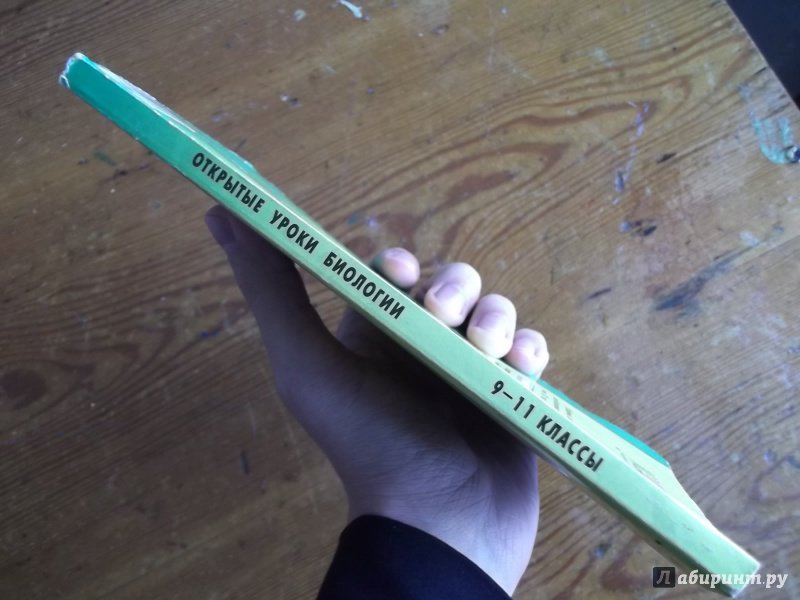 ОТКРЫТЫЕ УРОКИ БИОЛОГИИ
9–11 КЛАССЫ
Лабиринт.ру